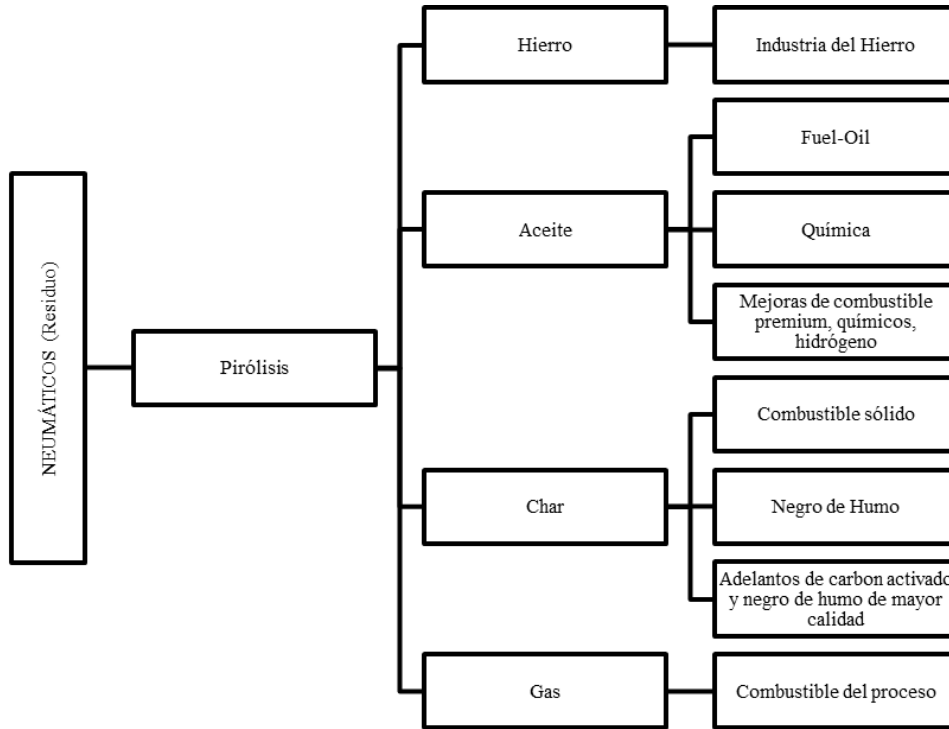 NEUMÁTICOS (Residuo)
Pirólisis
Hierro
Industria del Hierro
Aceite
Fuel-Oil
Química
Mejoras de combustible
premium, químicos,
hidrógeno
Char
Combustible sólido
Negro de Humo
Adelantos de carbon activado
y negro de humo de mayor
calidad
Gas
Combustible del proceso